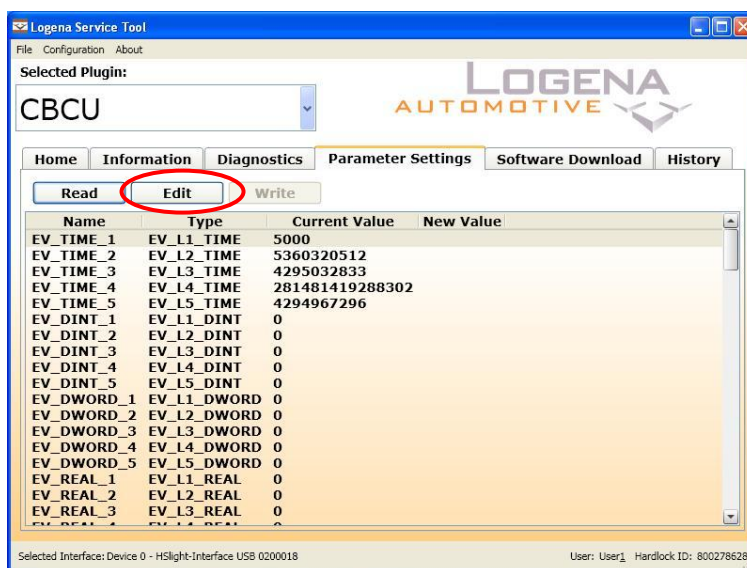 Logena Service Tool
File Configuration About
Selected Plugin:
CBCU
LOGENA
AUTOMOTIVE
Home Information Diagnostics Parameter Settings Software Download History
Read Edit Write
Name Type Current Value New Value
EV_TIME_1 EV_L1_TIME 5000
EV_TIME_2 EV_L2_TIME 5360320512
EV_TIME_3 EV_L3_TIME 4295032833
EV_TIME_4 EV_L4_TIME 281481419288302
EV_TIME_5 EV_L5_TIME 4294967296
EV_DINT_1 EV_L1_DINT 0
EV_DINT_2 EV_L2_DINT 0
EV_DINT_3 EV_L3_DINT 0
EV_DINT_4 EV_L4_DINT 0
EV_DINT_5 EV_L5_DINT 0
EV_DWORD_1 EV_L1_DWORD 0
EV_DWORD_2 EV_L2_DWORD 0
EV_DWORD_3 EV_L3_DWORD 0
EV_DWORD_4 EV_L4_DWORD 0
EV_DWORD_5 EV_L5_DWORD 0
EV_REAL_1 EV_L1_REAL 0
EV_REAL_2 EV_L2_REAL 0
EV_REAL_3 EV_L3_REAL 0
Selected Interface: Device 0 - HSlight-Interface USB 0200018 User: User1 Hardlock ID: 800278628